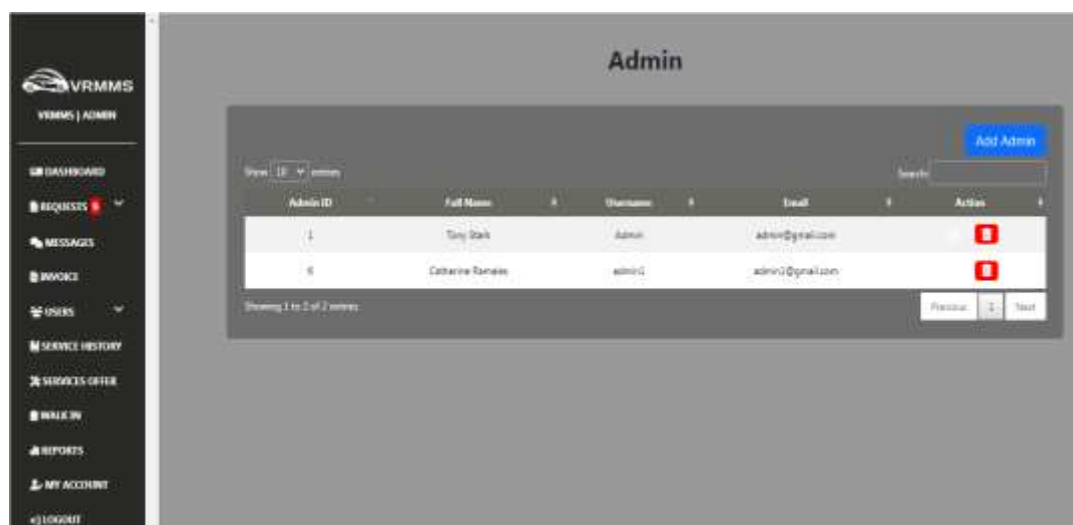 VRMMS
VRMMS | ADMIN
DASHBOARD
REQUESTS
MESSAGES
INVOICE
USERS
SERVICE HISTORY
SERVICES OFFER
WALK IN
REPORTS
MY ACCOUNT
LOGOUT
Admin
Add Admin
Show 10 entries
Search:
Admin ID Full Name Username Email Action
1 Tony Stark Admin admin@gmail.com
Catherine admin1 admin1@gmail.com
Showing 1 to 2 of 2 entries
Previous 1 Next